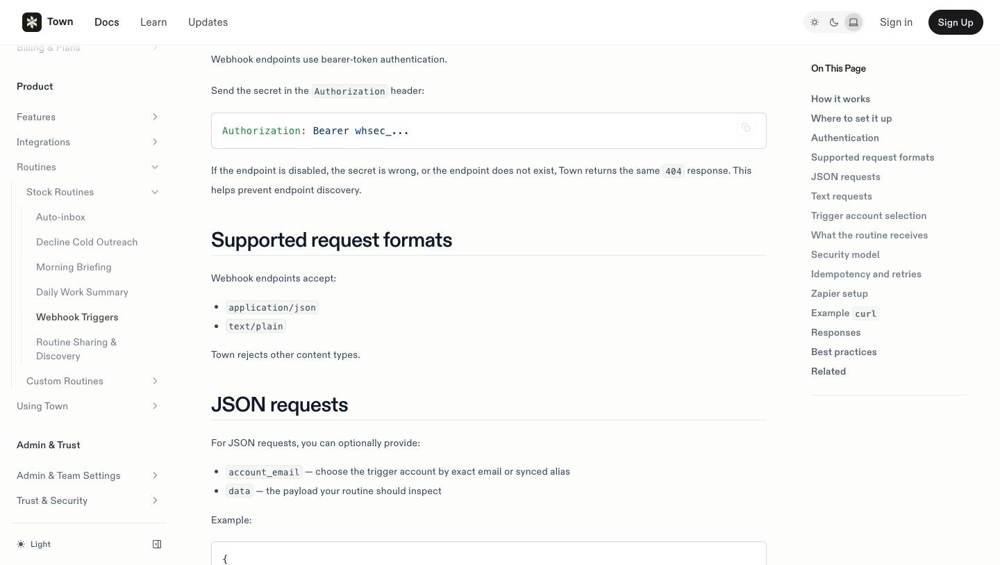 Town
Docs
Learn
Updates
Sign in
Sign Up
Billing & Plans
Product
Features
Integrations
Routines
Stock Routines
Auto-inbox
Decline Cold Outreach
Morning Briefing
Daily Work Summary
Webhook Triggers
Routine Sharing &
Discovery
Custom Routines
Using Town
Admin & Trust
Admin & Team Settings
Trust & Security
Light
Webhook endpoints use bearer-token authentication.
Send the secret in the Authorization header:
Authorization: Bearer whsec_...
If the endpoint is disabled, the secret is wrong, or the endpoint does not exist, Town returns the same 404 response. This
helps prevent endpoint discovery.
Supported request formats
Webhook endpoints accept:
• application/json
• text/plain
Town rejects other content types.
JSON requests
For JSON requests, you can optionally provide:
• account_email — choose the trigger account by exact email or synced alias
• data — the payload your routine should inspect
Example:
{
On This Page
How it works
Where to set it up
Authentication
Supported request formats
JSON requests
Text requests
Trigger account selection
What the routine receives
Security model
Idempotency and retries
Zapier setup
Example curl
Responses
Best practices
Related